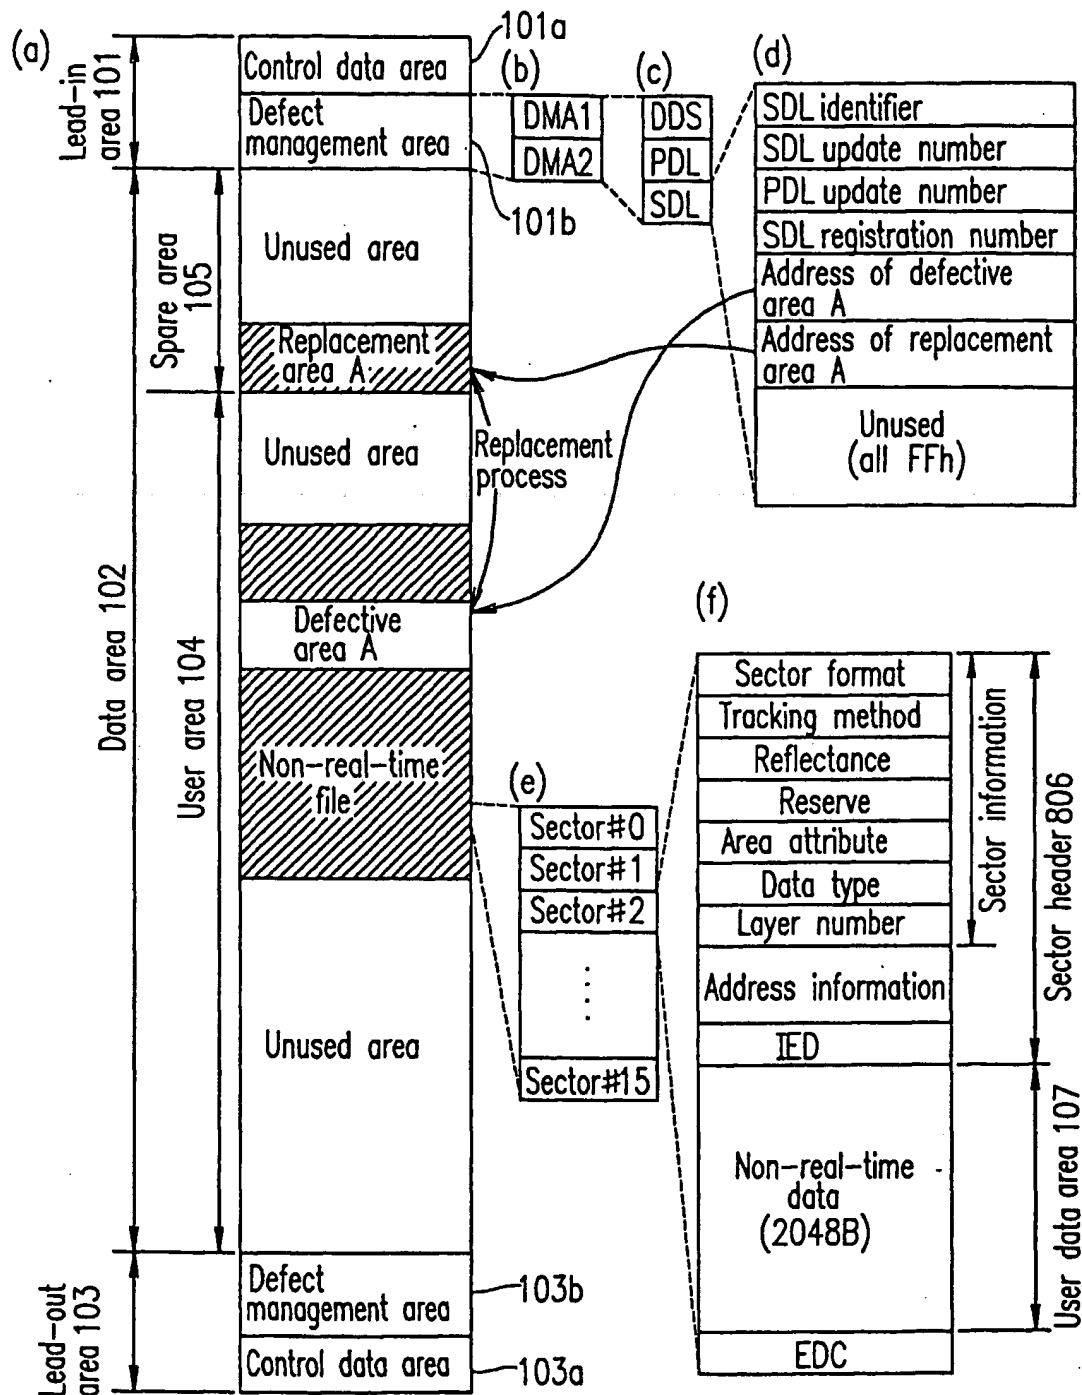 (a)
Lead-in
area 101
Data area 102
Spare area
105
User area 104
Lead-out
area 103
Control data area
Defect
management area
Unused area
Replacement
area A
Unused area
Defective
area A
Non-real-time
file
Unused area
Defect
management area
Control data area
101a
101b
103b
103a
Replacement
process
(b)
DMA1
DMA2
(c)
DDS
PDL
SDL
(d)
SDL identifier
SDL update number
PDL update number
SDL registration number
Address of defective
area A
Address of replacement
area A
Unused
(all FFh)
(e)
Sector#0
Sector#1
Sector#2
Sector#15
(f)
Sector format
Tracking method
Reflectance
Reserve
Area attribute
Data type
Layer number
Address information
IED
Non-real-time
data
(2048B)
EDC
Sector information
Sector header 806
User data area 107